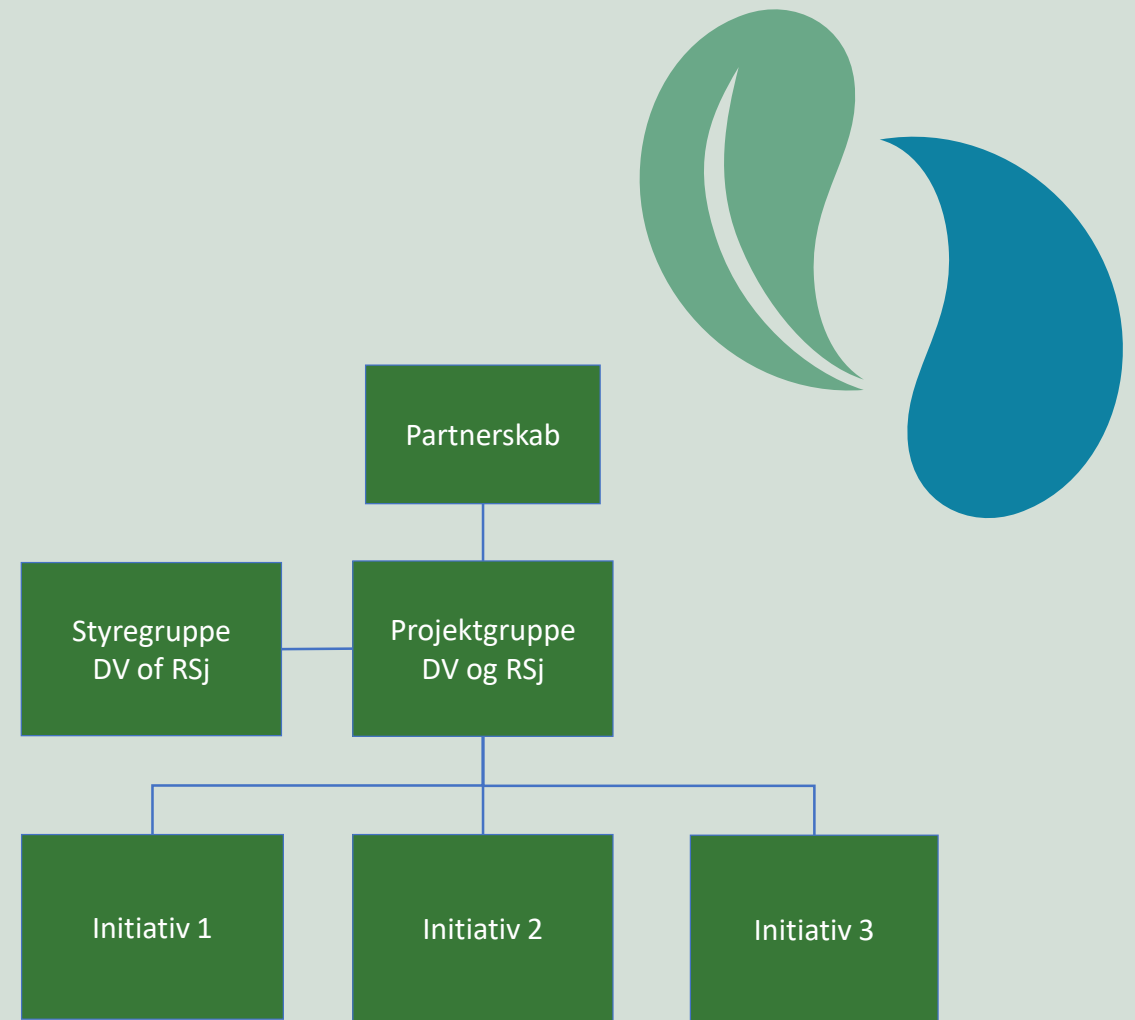 Partnerskab
Styregruppe
DV of RSj
Projektgruppe
DV og RSj
Initiativ 1
Initiativ 2
Initiativ 3